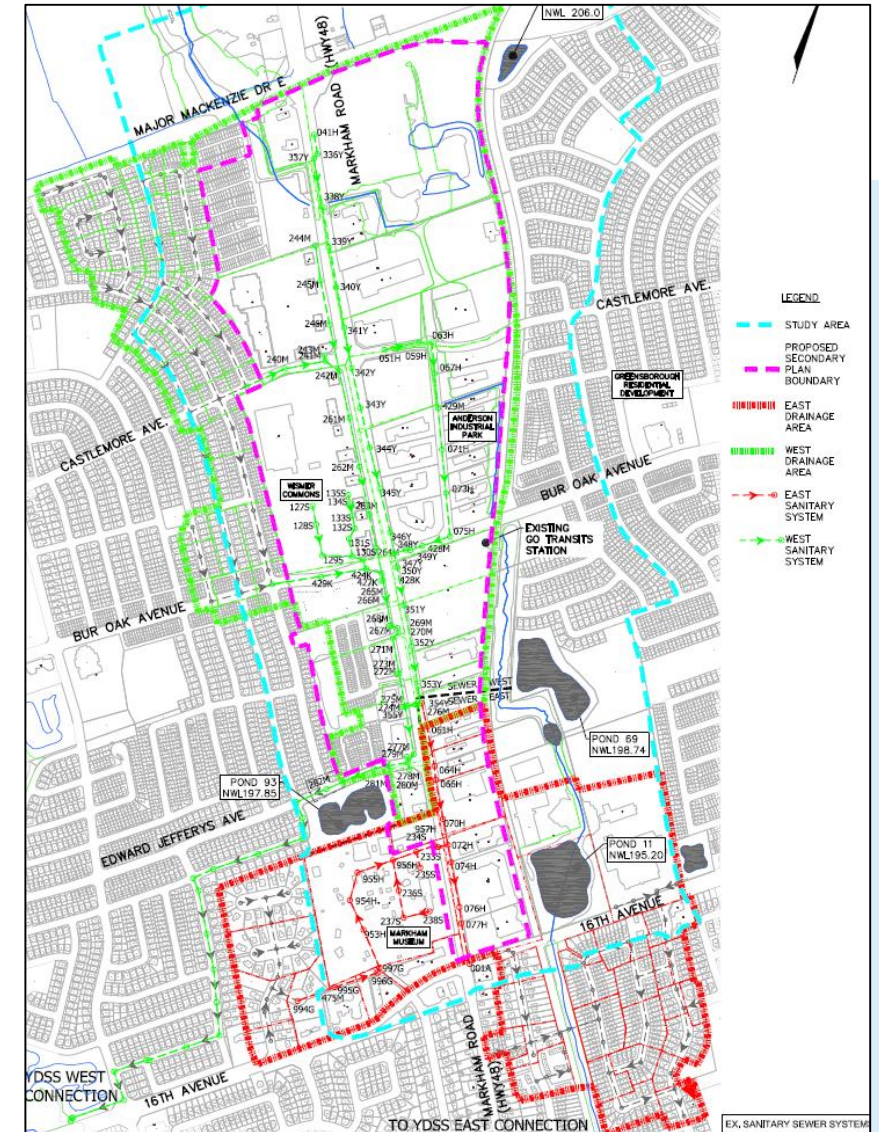 NWL 206.0
MAJOR MACKENZIE DR E
MARKHAM ROAD (HWY48)
041H
337Y
336Y
338Y
244M
339Y
245M
340Y
246M
341Y
063H
243M
241M
051H
059H
240M
242M
342Y
057H
CASTLEMORE AVE.
343Y
429M
GREENSBOROUGH
RESIDENTIAL
DEVELOPMENT
261M
ANDERSON
INDUSTRIAL
PARK
344Y
071H
CASTLEMORE AVE.
262M
WISMER
COMMONS
135S
345Y
073H
134S
263M
127S
133S
BUR OAK AVENUE
128S
132S
346Y
075H
131S
348Y
EXISTING
GO TRANSITS
STATION
130S
264M
428M
349Y
129S
347Y
350Y
424K
428K
429K
427K
265M
266M
BUR OAK AVENUE
351Y
268M
269M
267M
270M
352Y
271M
273M
272M
353Y
SEWER WEST
SEWER EAST
275M
354Y
274M
276M
355Y
061H
277M
279M
POND 69
NWL198.74
064H
278M
066H
282M
281M
280M
POND 93
NWL197.85
EDWARD JEFFERYS AVE.
070H
957H
234S
072H
POND 11
NWL195.20
233S
956H
074H
955H
235S
236S
954H
076H
237S
238S
077H
16TH AVENUE
953H
MARKHAM
MUSEUM
997G
001A
996G
995G
475M
994G
MARKHAM ROAD
(HWY48)
YDSS WEST
CONNECTION
16TH AVENUE
TO YDSS EAST CONNECTION
LEGEND
STUDY AREA
PROPOSED
SECONDARY
PLAN
BOUNDARY
EAST
DRAINAGE
AREA
WEST
DRAINAGE
AREA
EAST
SANITARY
SYSTEM
WEST
SANITARY
SYSTEM
EX. SANITARY SEWER SYSTEM